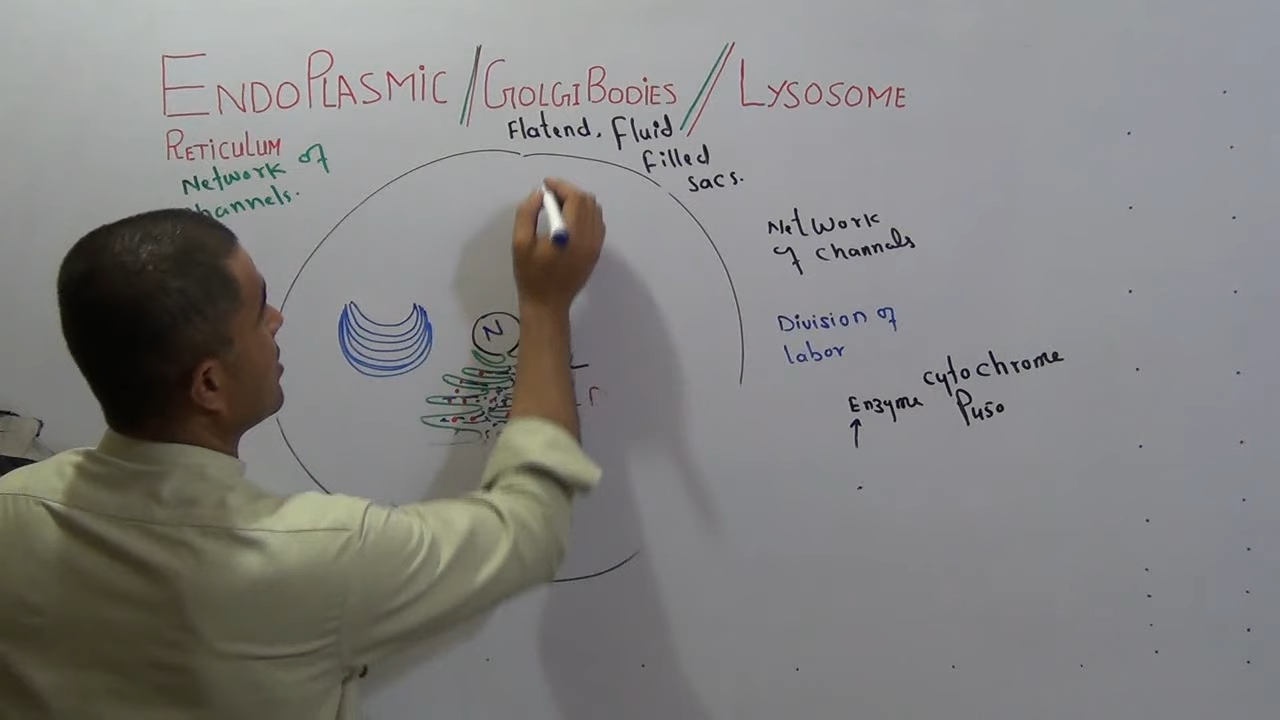 ENDOPLASMIC // GOLGI BODIES // LYSOSOME
RETICULUM
Network of
channels.
Flatend, fluid
filled
sacs.
Network
of channals
Division of
labor
Enzyme cytochrome
P450
N
r